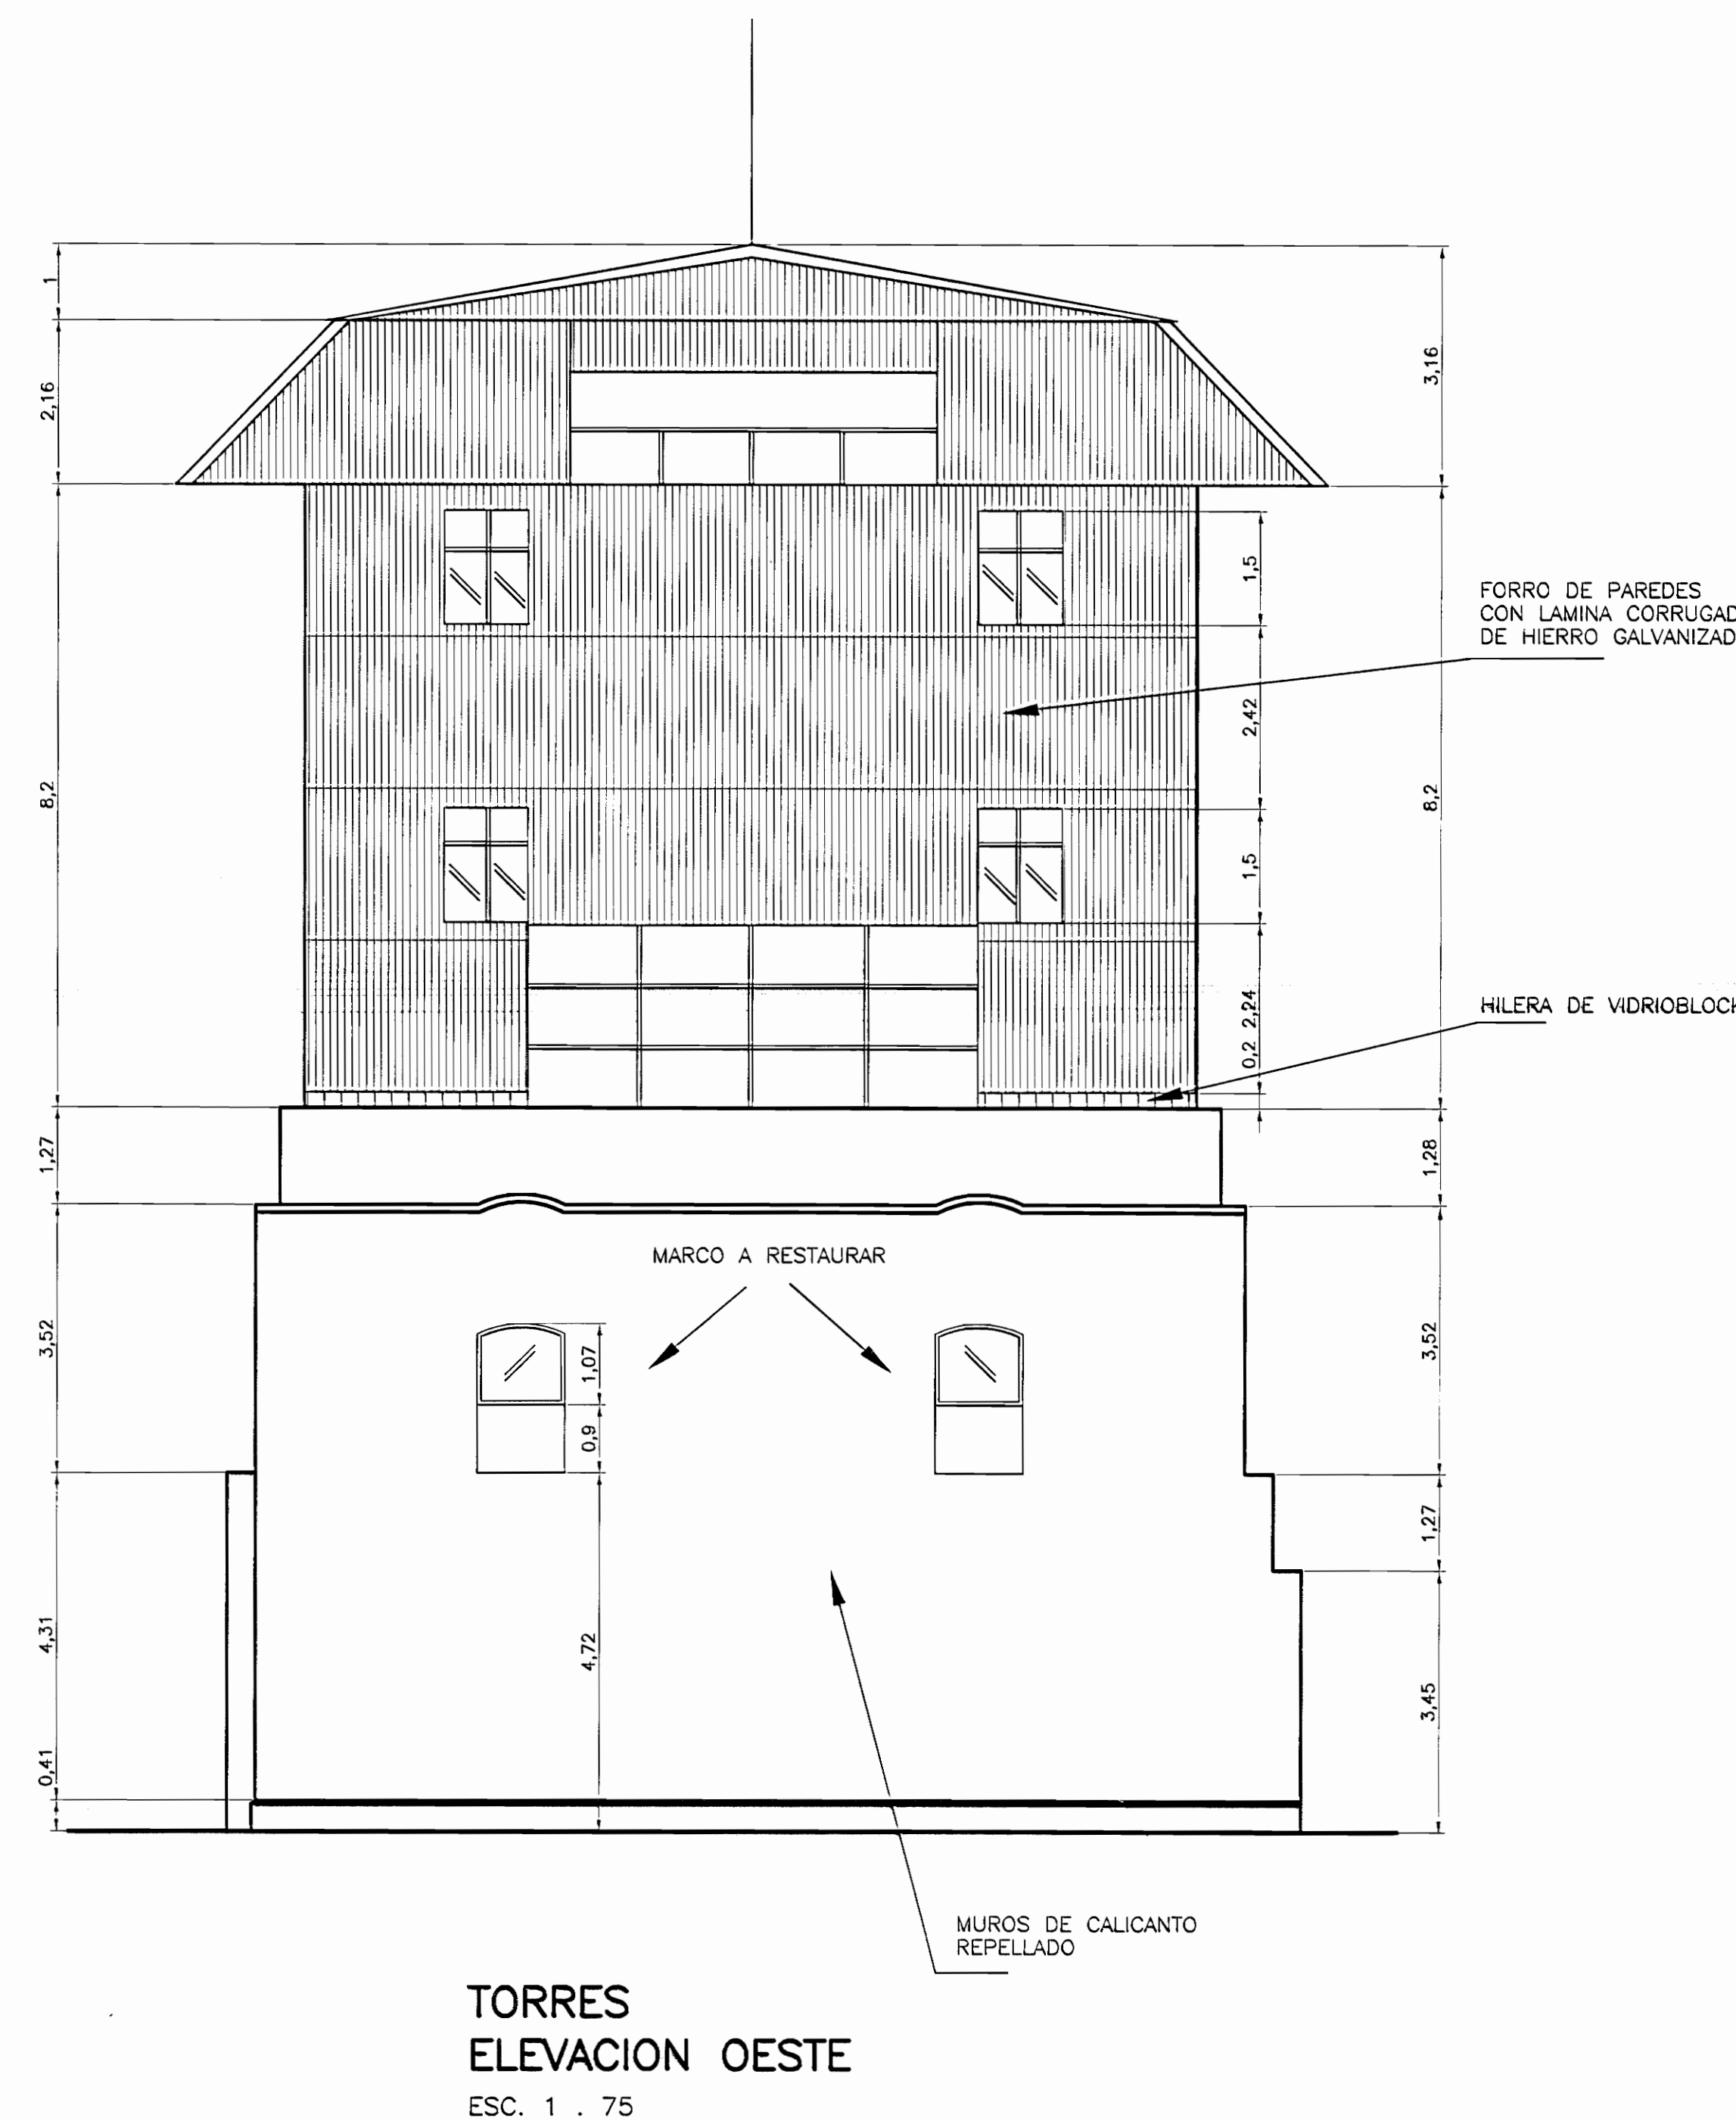 1
2,16
8,2
1,27
3,52
4,31
0,41
3,16
8,2
1,28
3,52
1,27
3,45
1,5
2,42
1,5
2,24
0,2
FORRO DE PAREDES
CON LAMINA CORRUGAD
DE HIERRO GALVANIZAD
HILERA DE VIDRIOBLOCK
MARCO A RESTAURAR
1,07
0,9
4,72
MUROS DE CALICANTO
REPELLADO
TORRES
ELEVACION OESTE
ESC. 1 . 75